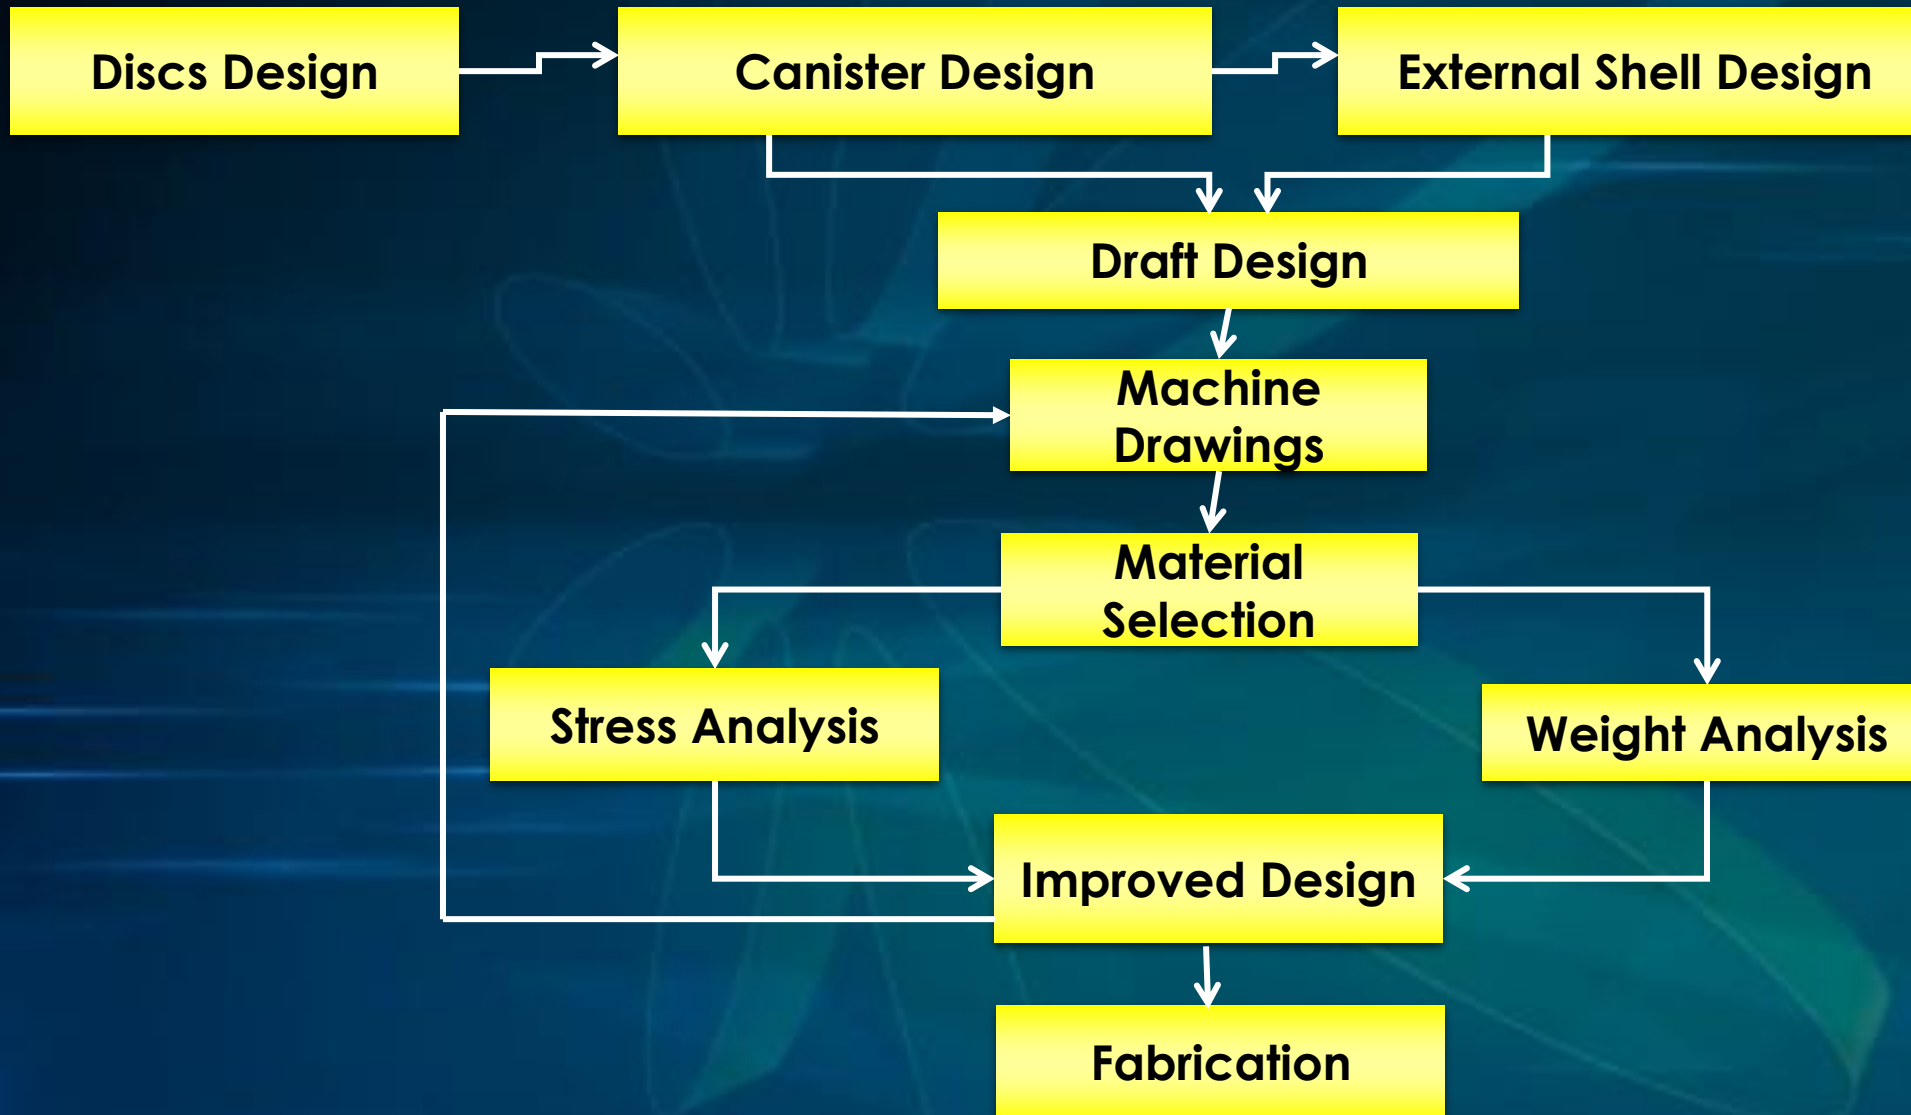 Discs Design
Canister Design
External Shell Design
Draft Design
Machine
Drawings
Material
Selection
Stress Analysis
Weight Analysis
Improved Design
Fabrication